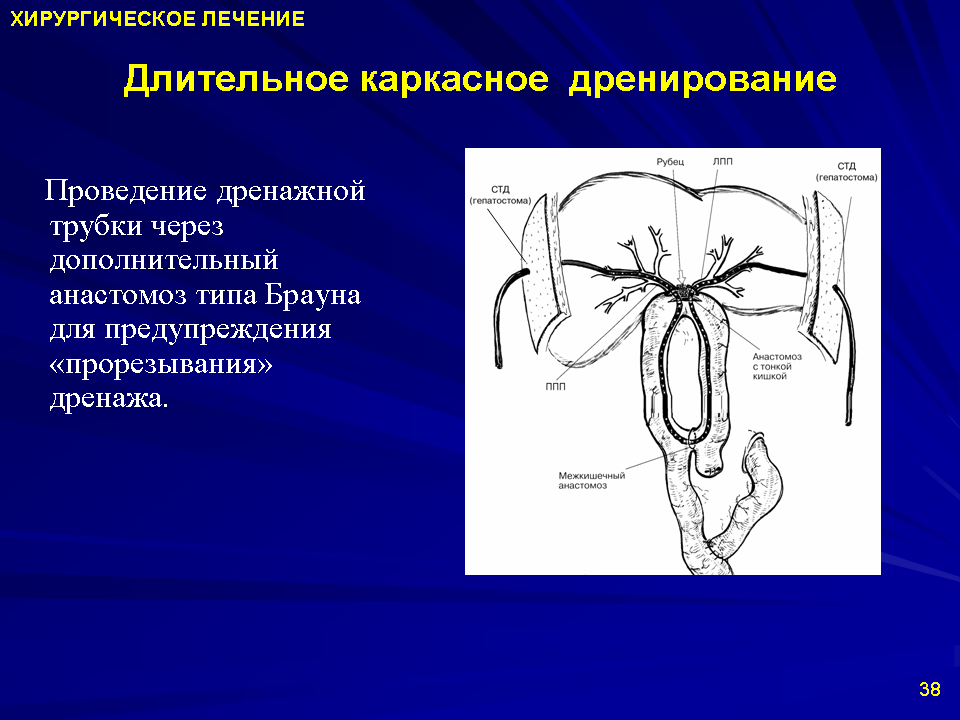 ХИРУРГИЧЕСКОЕ ЛЕЧЕНИЕ
Длительное каркасное дренирование
Проведение дренажной
трубки через
дополнительный
анастомоз типа Брауна
для предупреждения
«прорезывания»
дренажа.
Рубец
ЛПП
СТД
(гепатостома)
СТД
(гепатостома)
Анастомоз
с тонкой
кишкой
ППП
Межкишечный
анастомоз
38